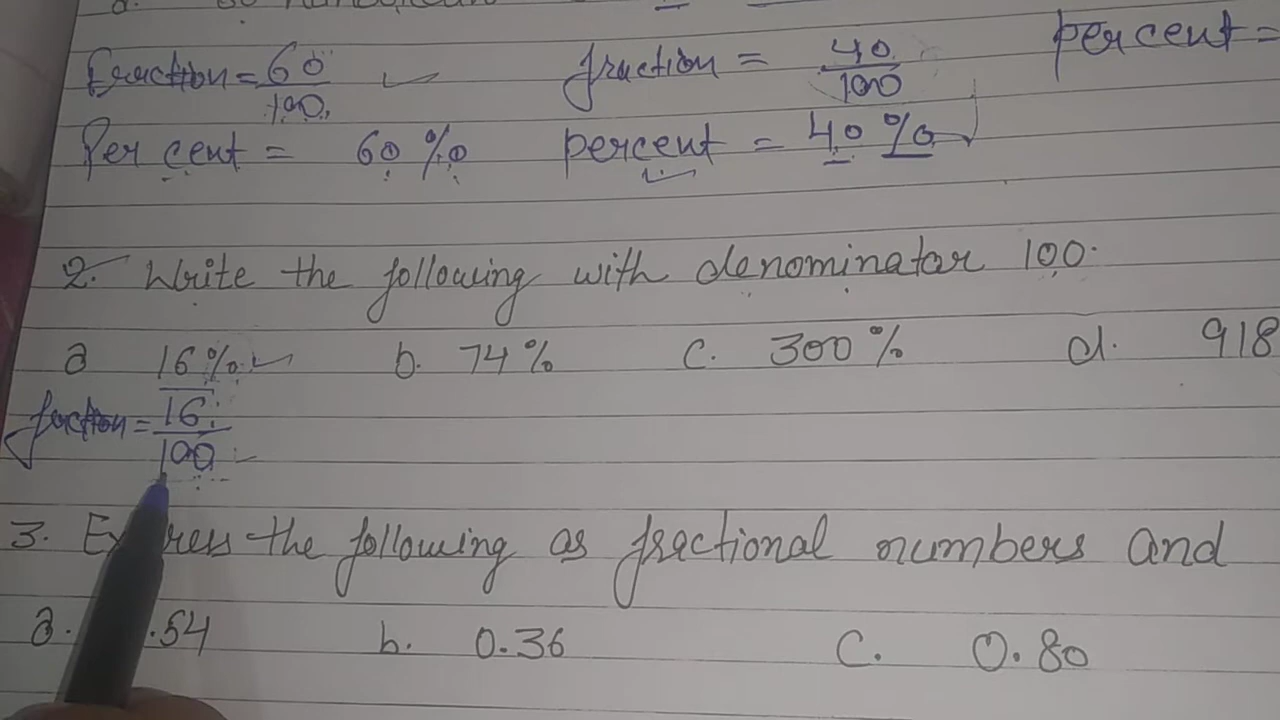 fraction = 60/100 fraction = 40/100 percent =
Per cent = 60 % percent = 40 %
2. Write the following with denominator 100.
a 16% b. 74% c. 300% d. 918
fraction = 16/100
3. Express the following as fractional numbers and
a. .54 b. 0.36 C. 0.80